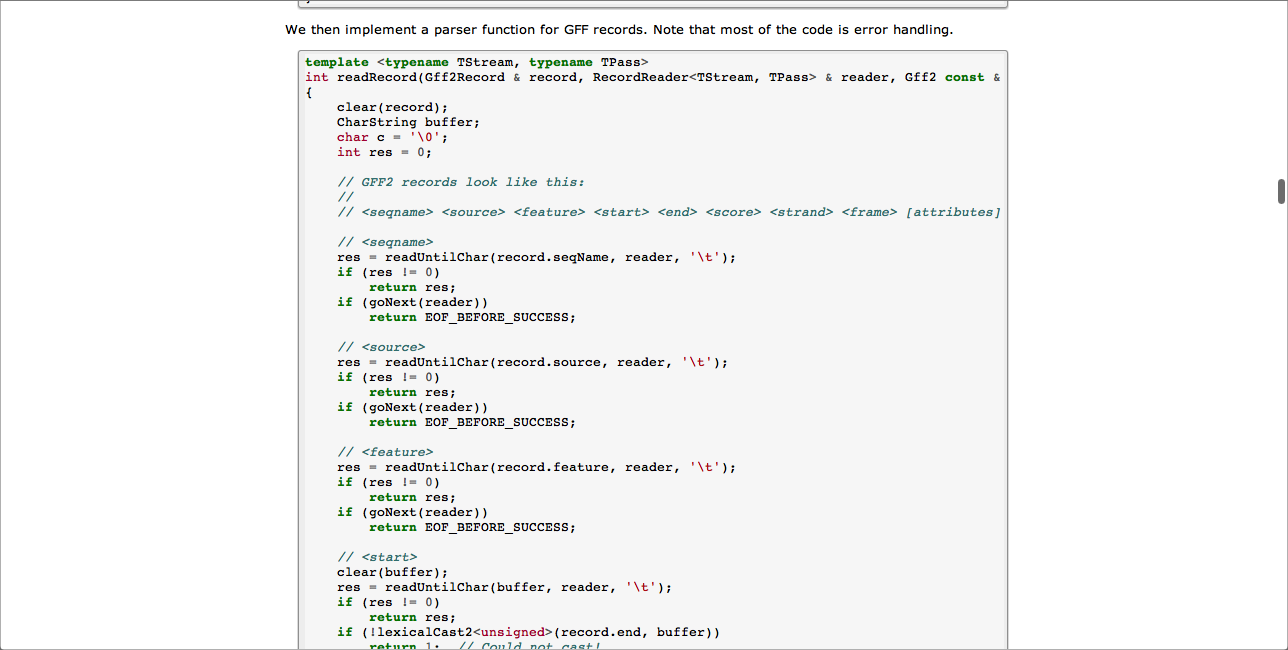 We then implement a parser function for GFF records. Note that most of the code is error handling.
template <typename TStream, typename TPass>
int readRecord(Gff2Record & record, RecordReader<TStream, TPass> & reader, Gff2 const &
{
    clear(record);
    CharString buffer;
    char c = '\0';
    int res = 0;

    // GFF2 records look like this:
    //
    // <seqname> <source> <feature> <start> <end> <score> <strand> <frame> [attributes]

    // <seqname>
    res = readUntilChar(record.seqName, reader, '\t');
    if (res != 0)
        return res;
    if (goNext(reader))
        return EOF_BEFORE_SUCCESS;

    // <source>
    res = readUntilChar(record.source, reader, '\t');
    if (res != 0)
        return res;
    if (goNext(reader))
        return EOF_BEFORE_SUCCESS;

    // <feature>
    res = readUntilChar(record.feature, reader, '\t');
    if (res != 0)
        return res;
    if (goNext(reader))
        return EOF_BEFORE_SUCCESS;

    // <start>
    clear(buffer);
    res = readUntilChar(buffer, reader, '\t');
    if (res != 0)
        return res;
    if (!lexicalCast2<unsigned>(record.end, buffer))
        return 1;  // Could not cast!